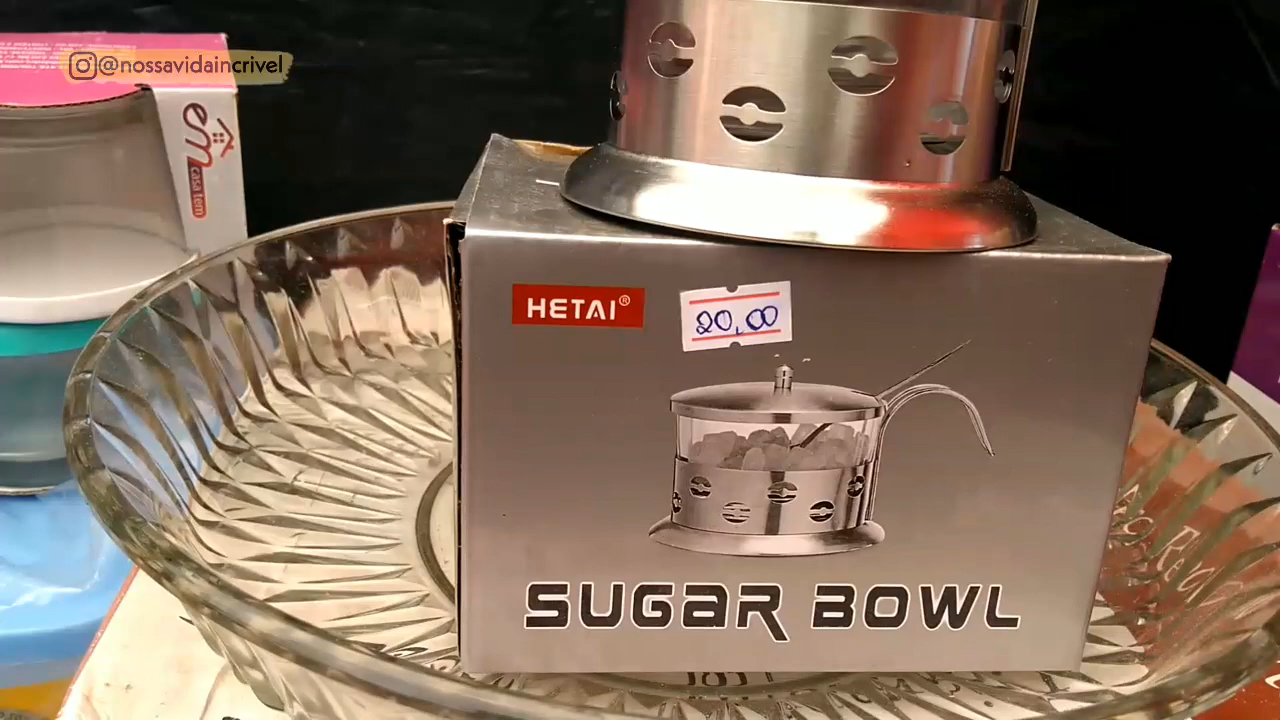 @nossavidaincrivel
em
casa tem
HETAI®
20,00
SUGAR BOWL